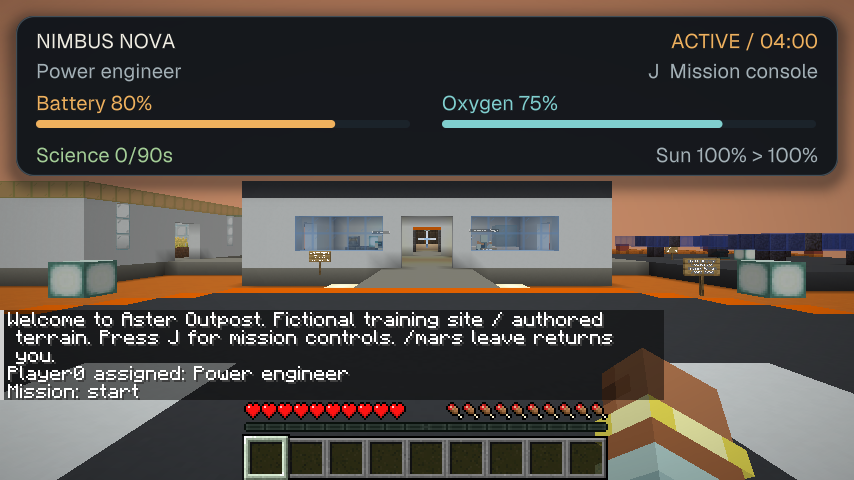 NIMBUS NOVA
ACTIVE / 04:00
Power engineer
J Mission console
Battery 80%
Oxygen 75%
Science 0/90s
Sun 100% > 100%
Welcome to Aster Outpost. Fictional training site / authored
terrain. Press J for mission controls. /mars leave returns
you.
Player0 assigned: Power engineer
Mission: start